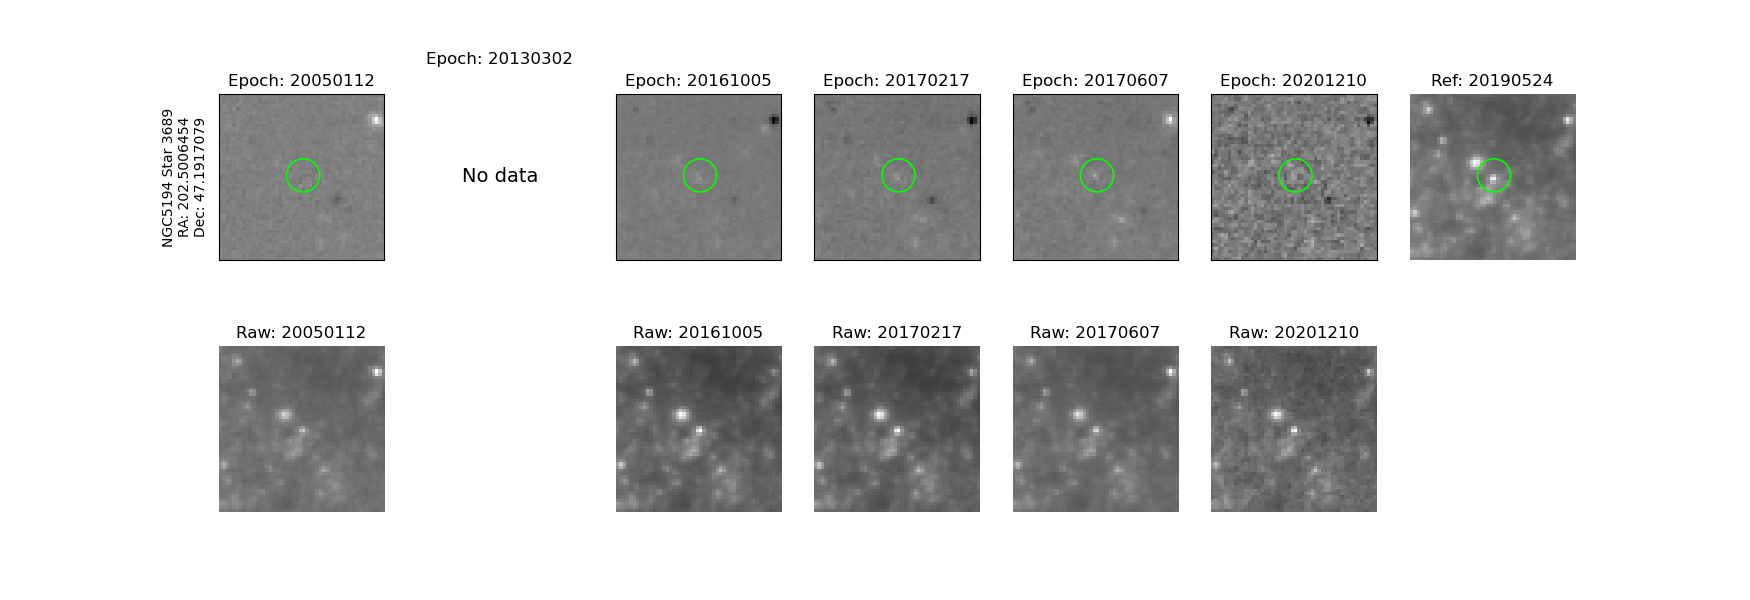 Epoch: 20130302
Epoch: 20050112
Epoch: 20161005
Epoch: 20170217
Epoch: 20170607
Epoch: 20201210
Ref: 20190524
NGC5194 Star 3689
RA: 202.5006454
Dec: 47.1917079
No data
Raw: 20050112
Raw: 20161005
Raw: 20170217
Raw: 20170607
Raw: 20201210